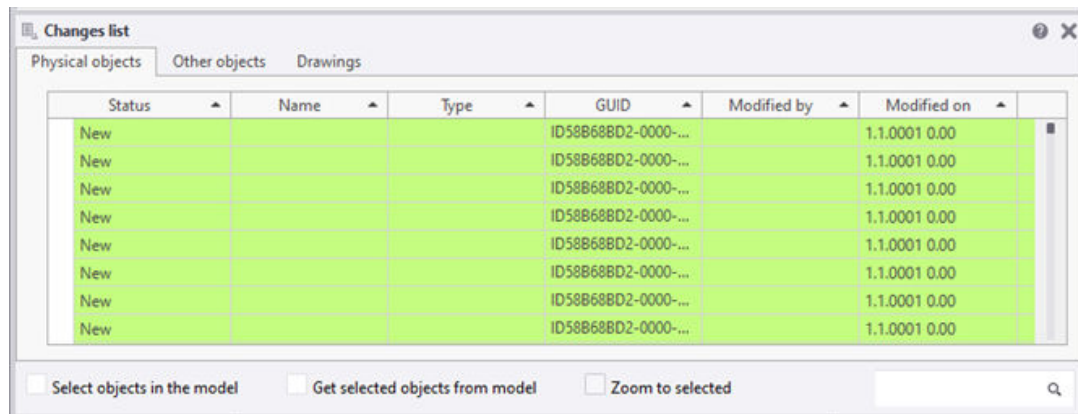 Changes list
Physical objects Other objects Drawings
Status Name Type GUID Modified by Modified on
New ID58B68BD2-0000-... 1.1.0001 0.00
New ID58B68BD2-0000-... 1.1.0001 0.00
New ID58B68BD2-0000-... 1.1.0001 0.00
New ID58B68BD2-0000-... 1.1.0001 0.00
New ID58B68BD2-0000-... 1.1.0001 0.00
New ID58B68BD2-0000-... 1.1.0001 0.00
New ID58B68BD2-0000-... 1.1.0001 0.00
New ID58B68BD2-0000-... 1.1.0001 0.00
Select objects in the model Get selected objects from model Zoom to selected